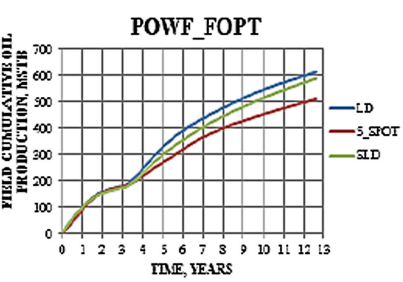 POWF_FOPT
FIELD CUMULATIVE OIL
PRODUCTION, MSTB
700
600
500
400
300
200
100
0
0 1 2 3 4 5 6 7 8 9 10 11 12 13
TIME, YEARS
LD
5_SPOT
SLD